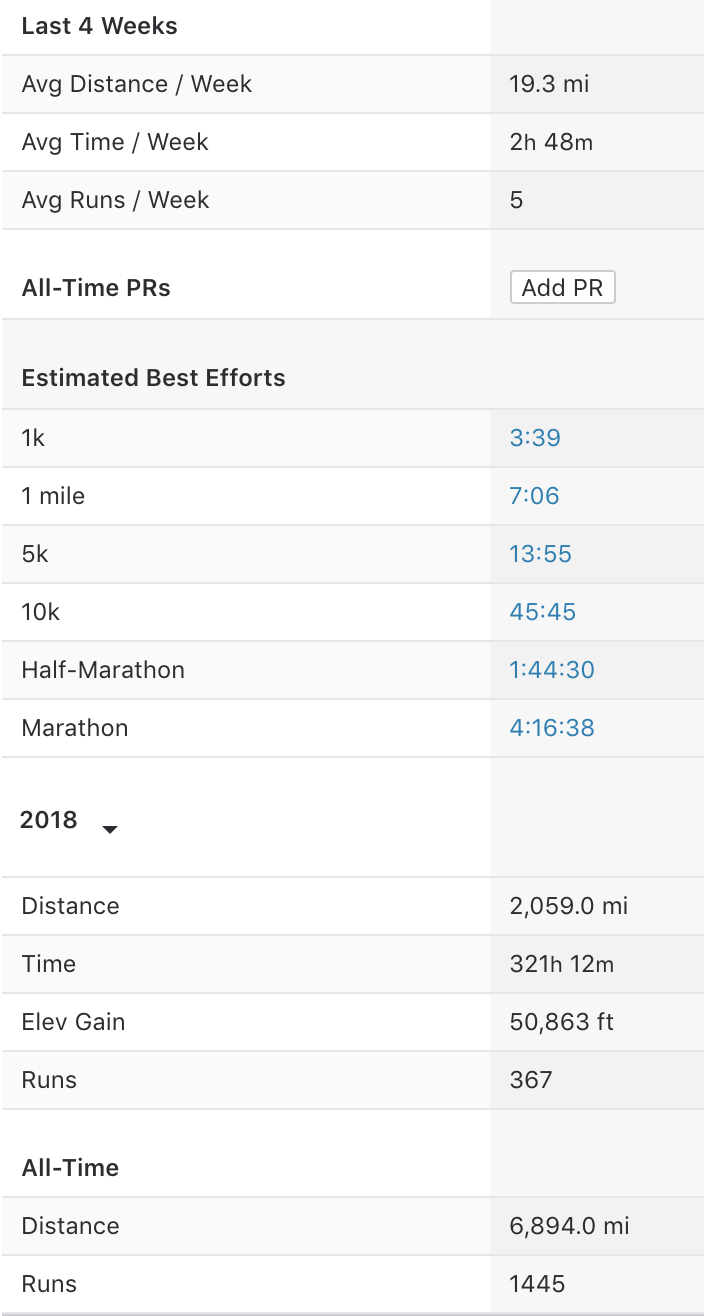 Last 4 Weeks
Avg Distance / Week 19.3 mi
Avg Time / Week 2h 48m
Avg Runs / Week 5
All-Time PRs Add PR
Estimated Best Efforts
1k 3:39
1 mile 7:06
5k 13:55
10k 45:45
Half-Marathon 1:44:30
Marathon 4:16:38
2018
Distance 2,059.0 mi
Time 321h 12m
Elev Gain 50,863 ft
Runs 367
All-Time
Distance 6,894.0 mi
Runs 1445